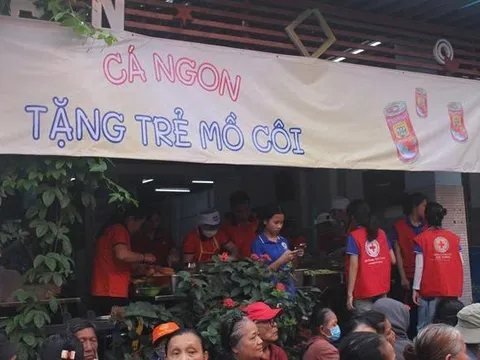 CÁ NGON
TẶNG TRẺ MỒ CÔI